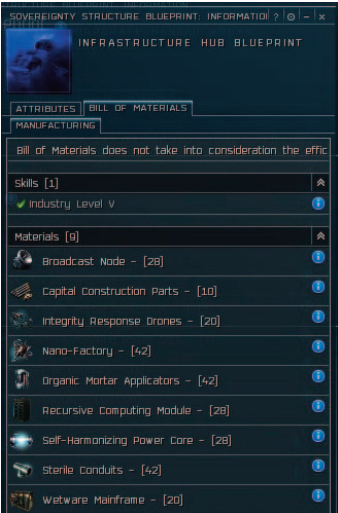 SOVEREIGNTY STRUCTURE BLUEPRINT: INFORMATIO
INFRASTRUCTURE HUB BLUEPRINT
ATTRIBUTES BILL OF MATERIALS
MANUFACTURING
Bill of Materials does not take into consideration the effic
Skills [1]
Industry Level V
Materials [9]
Broadcast Node - [28]
Capital Construction Parts - [10]
Integrity Response Drones - [20]
Nano-Factory - [42]
Organic Mortar Applicators - [42]
Recursive Computing Module - [28]
Self-Harmonizing Power Core - [28]
Sterile Conduits - [42]
Wetware Mainframe - [20]